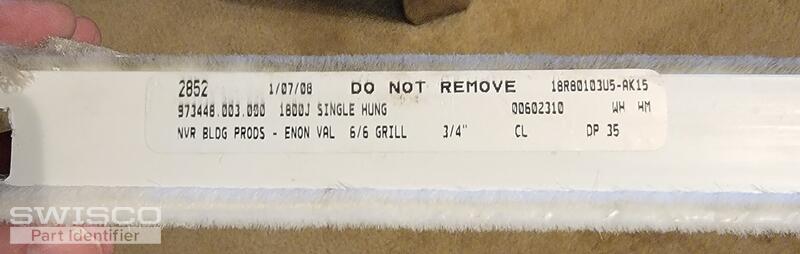 2852 1/07/08 DO NOT REMOVE 18R80103U5-AK15
973448.003.000 1800J SINGLE HUNG 00602310 WH HM
NVR BLDG PRODS - ENON VAL 6/6 GRILL 3/4" CL DP 35
SWISCO
Part Identifier